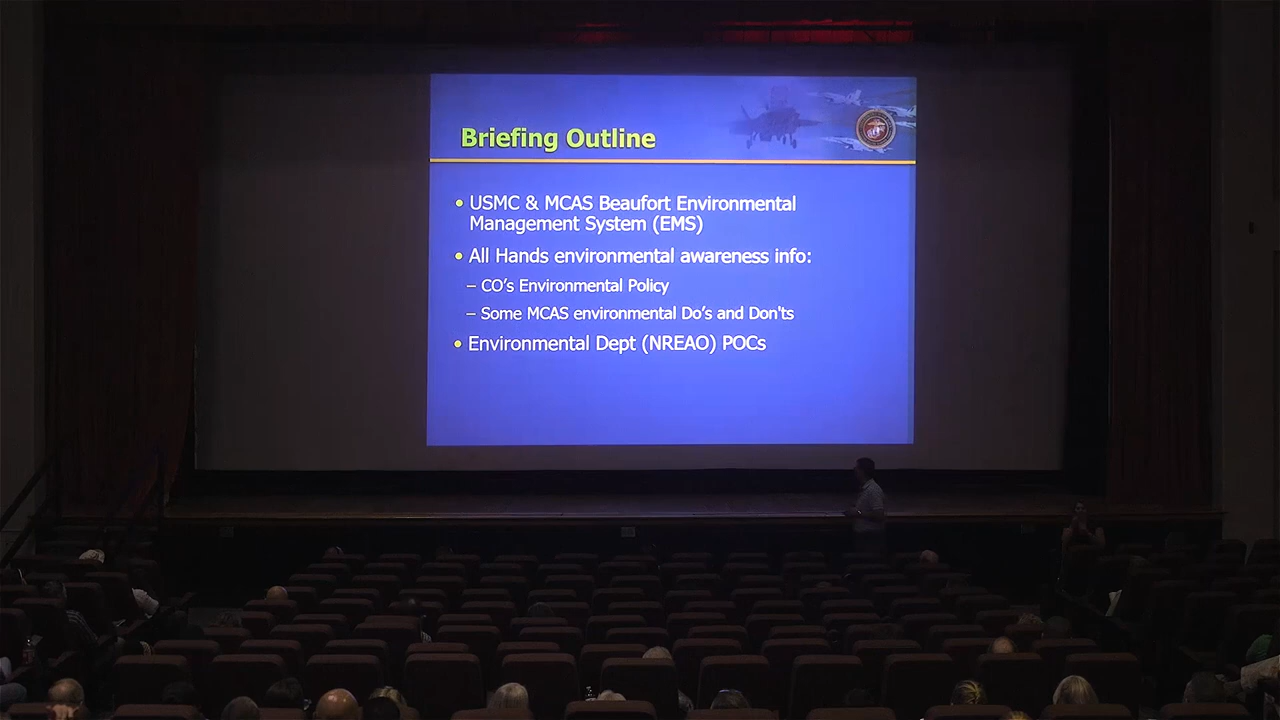 Briefing Outline
• USMC & MCAS Beaufort Environmental
Management System (EMS)
• All Hands environmental awareness info:
– CO’s Environmental Policy
– Some MCAS environmental Do’s and Don'ts
• Environmental Dept (NREAO) POCs